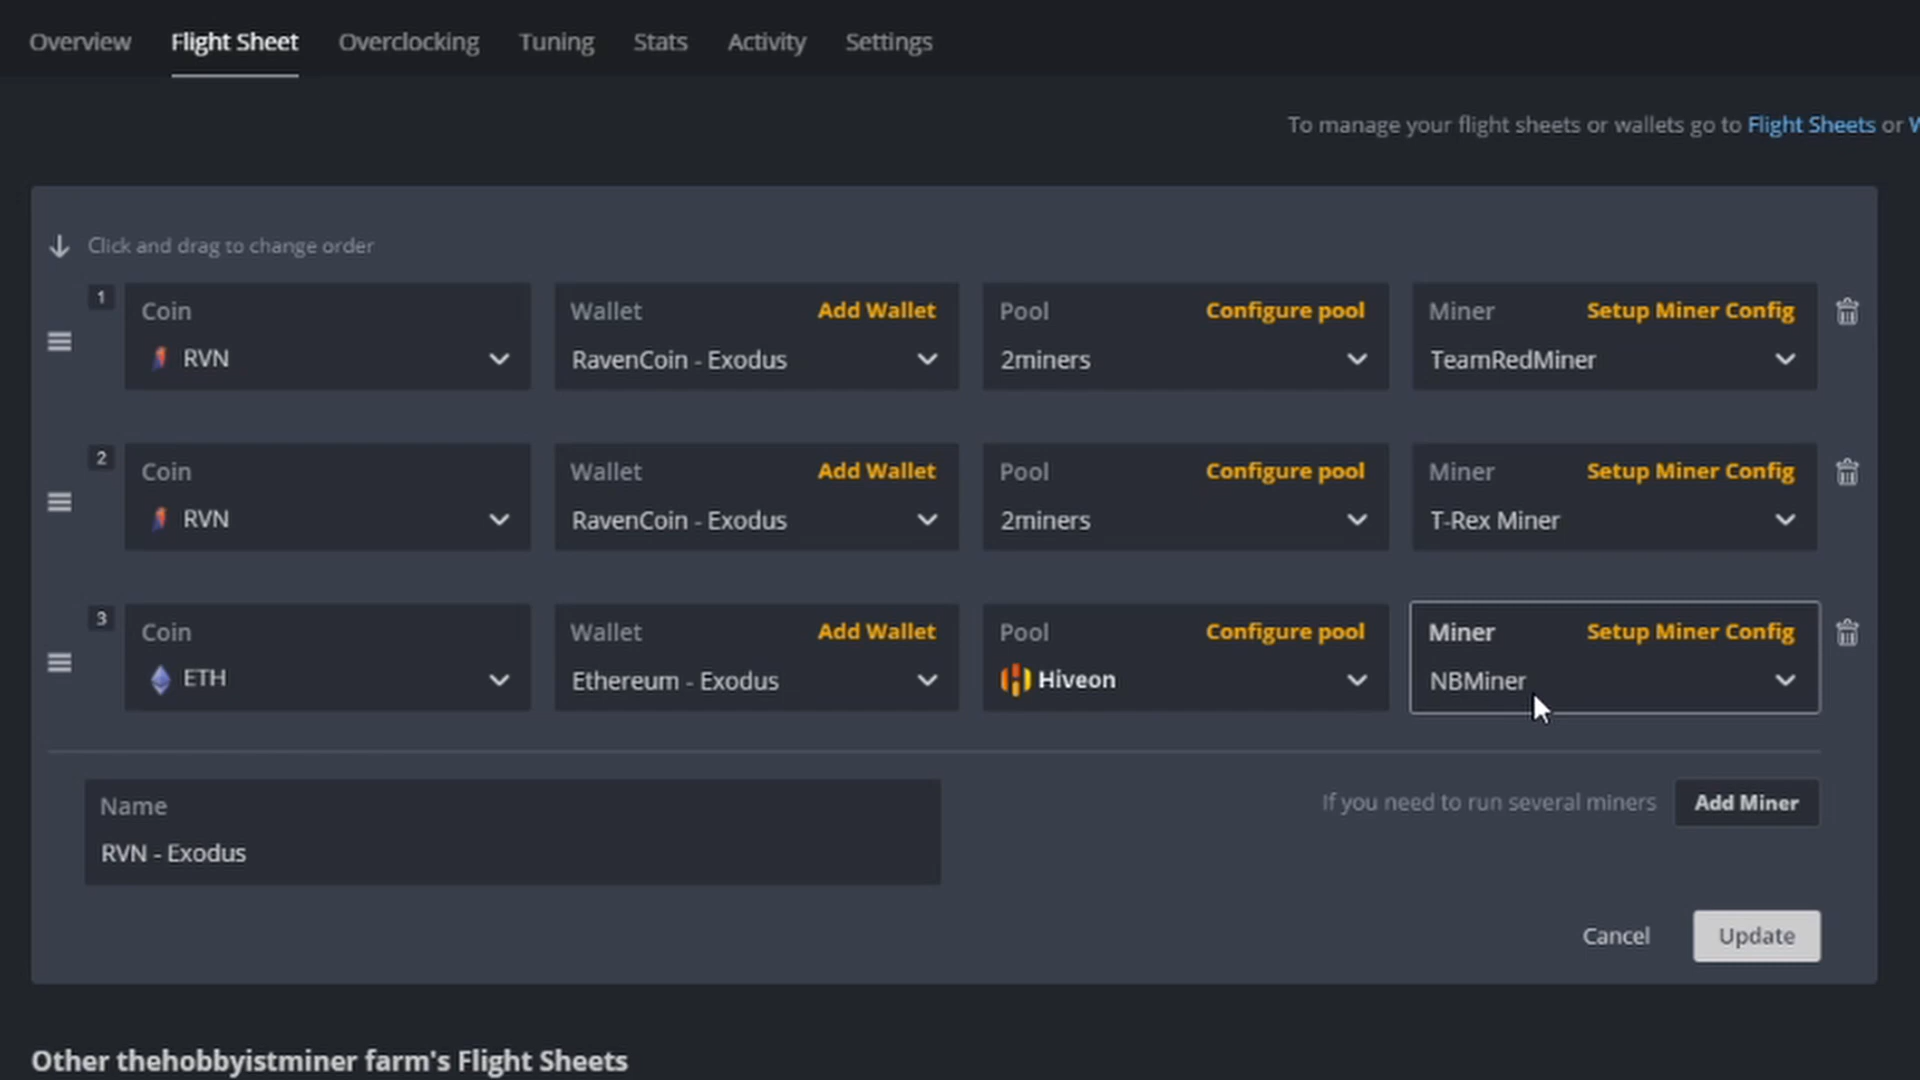 Overview Flight Sheet Overclocking Tuning Stats Activity Settings
To manage your flight sheets or wallets go to Flight Sheets or
Click and drag to change order
1
Coin
RVN
Wallet Add Wallet
RavenCoin - Exodus
Pool Configure pool
2miners
Miner Setup Miner Config
TeamRedMiner
2
Coin
RVN
Wallet Add Wallet
RavenCoin - Exodus
Pool Configure pool
2miners
Miner Setup Miner Config
T-Rex Miner
3
Coin
ETH
Wallet Add Wallet
Ethereum - Exodus
Pool Configure pool
Hiveon
Miner Setup Miner Config
NBMiner
Name
RVN - Exodus
If you need to run several miners Add Miner
Cancel Update
Other thehobbyistminer farm's Flight Sheets